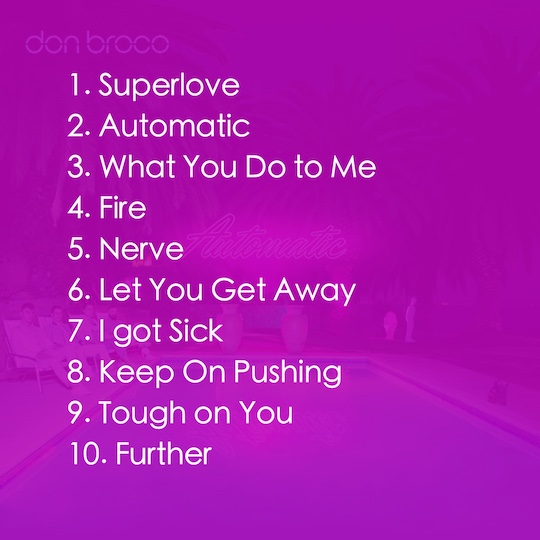 don broco
1. Superlove
2. Automatic
3. What You Do to Me
4. Fire
5. Nerve
Automatic
6. Let You Get Away
7. I got Sick
8. Keep On Pushing
9. Tough on You
10. Further